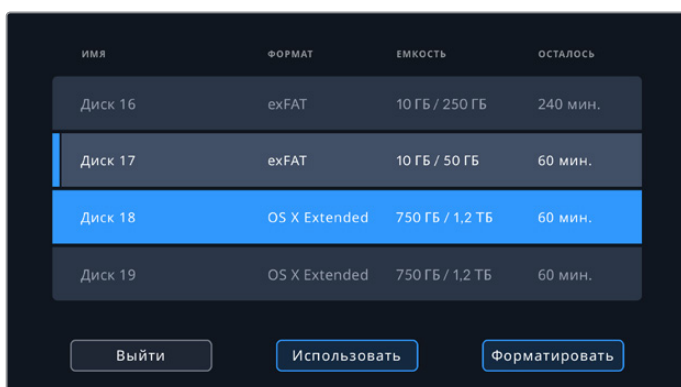 ИМЯ ФОРМАТ ЕМКОСТЬ ОСТАЛОСЬ
Диск 16 exFAT 10 ГБ / 250 ГБ 240 мин.
Диск 17 exFAT 10 ГБ / 50 ГБ 60 мин.
Диск 18 OS X Extended 750 ГБ / 1,2 ТБ 60 мин.
Диск 19 OS X Extended 750 ГБ / 1,2 ТБ 60 мин.
Выйти Использовать Форматировать